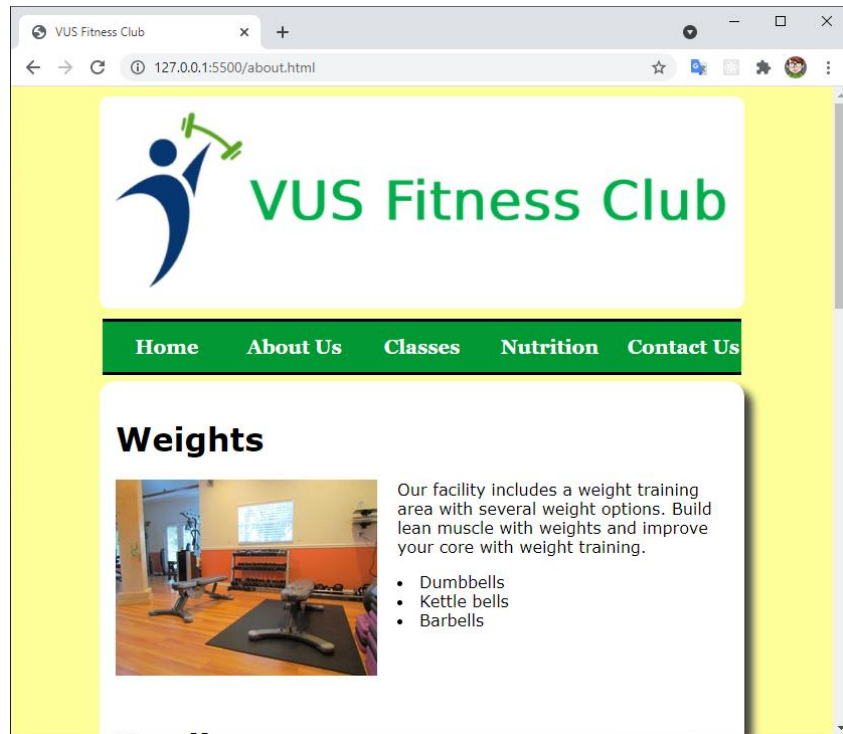 VUS Fitness Club
127.0.0.1:5500/about.html
VUS Fitness Club
Home About Us Classes Nutrition Contact Us
Weights
Our facility includes a weight training
area with several weight options. Build
lean muscle with weights and improve
your core with weight training.
• Dumbbells
• Kettle bells
• Barbells